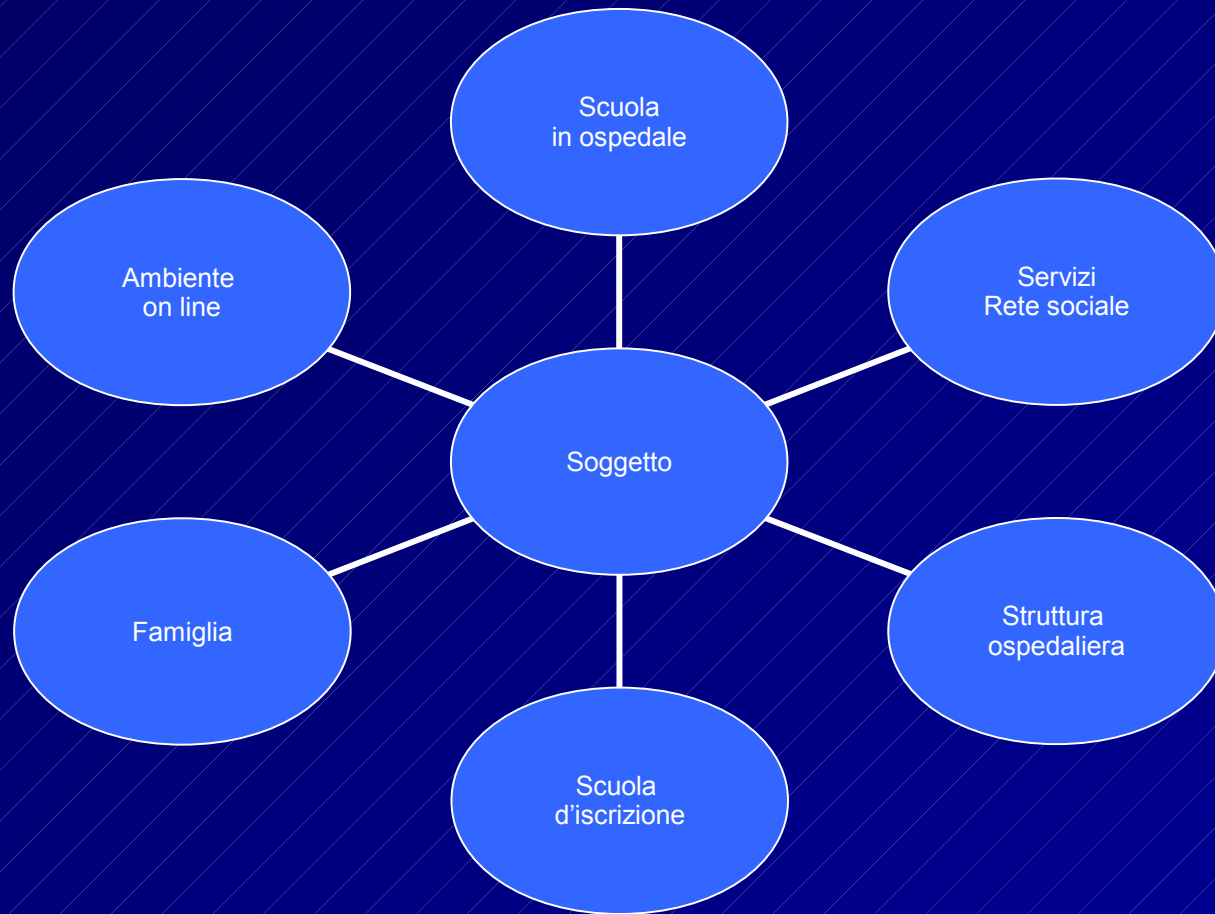 Scuola
in ospedale
Ambiente
on line
Servizi
Rete sociale
Soggetto
Famiglia
Struttura
ospedaliera
Scuola
d’iscrizione